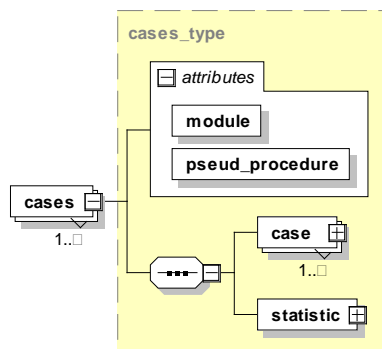 cases_type
attributes
module
pseud_procedure
cases
1..□
case
1..□
statistic